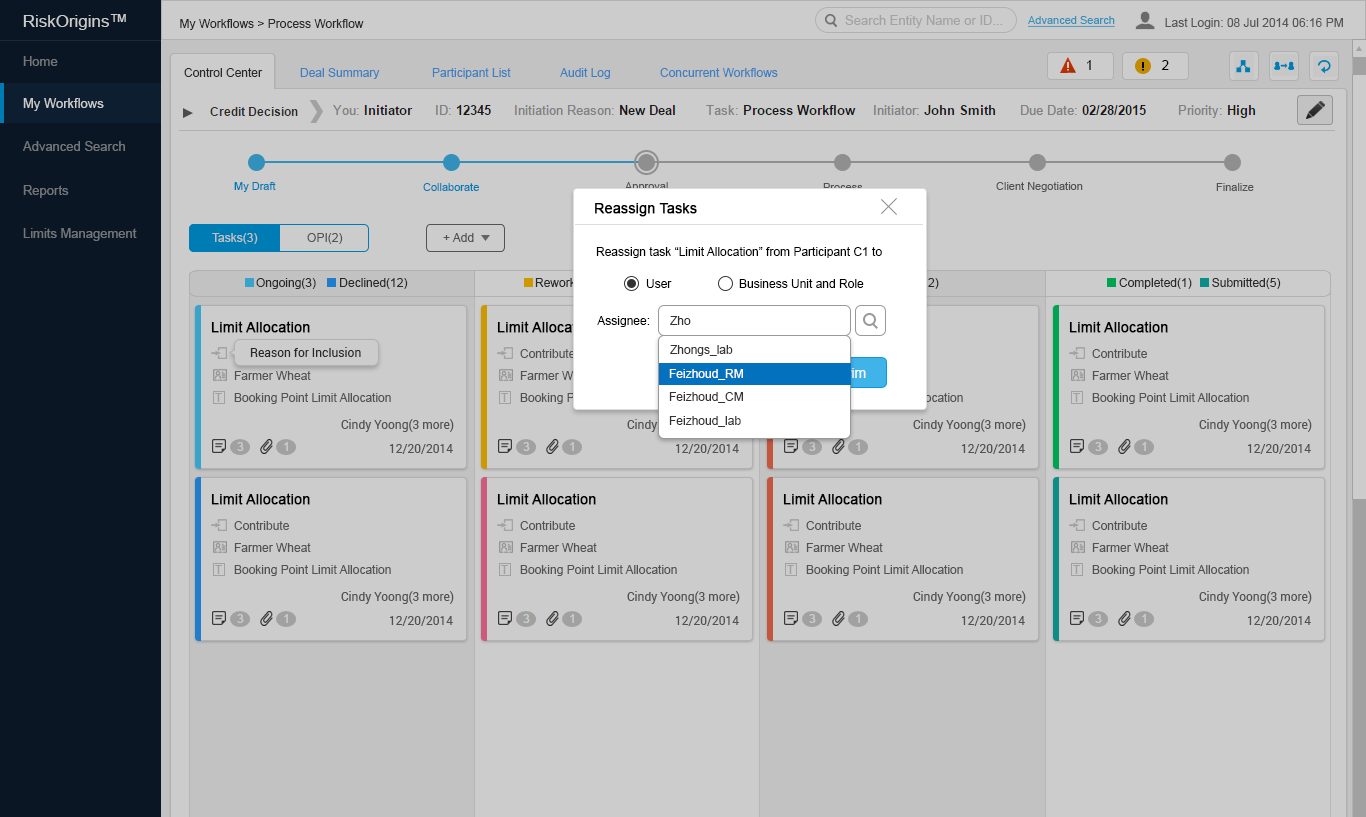 RiskOrigins™
My Workflows > Process Workflow
Search Entity Name or ID...
Advanced Search
Last Login: 08 Jul 2014 06:16 PM
Home
My Workflows
Advanced Search
Reports
Limits Management
Control Center
Deal Summary
Participant List
Audit Log
Concurrent Workflows
1
2
Credit Decision
You: Initiator
ID: 12345
Initiation Reason: New Deal
Task: Process Workflow
Initiator: John Smith
Due Date: 02/28/2015
Priority: High
My Draft
Collaborate
Approval
Process
Client Negotiation
Finalize
Tasks(3)
OPI(2)
+ Add
Reassign Tasks
Reassign task “Limit Allocation” from Participant C1 to
User
Business Unit and Role
Assignee:
Zho
Zhongs_lab
Feizhoud_RM
Feizhoud_CM
Feizhoud_lab
Ongoing(3)
Declined(12)
Completed(1)
Submitted(5)
Limit Allocation
Reason for Inclusion
Farmer Wheat
Booking Point Limit Allocation
Cindy Yoong(3 more)
3
1
12/20/2014
Contribute
3
1
12/20/2014
Cindy Yoong(3 more)
3
1
12/20/2014
Limit Allocation
Contribute
Farmer Wheat
Booking Point Limit Allocation
Cindy Yoong(3 more)
3
1
12/20/2014
Limit Allocation
Contribute
Farmer Wheat
Booking Point Limit Allocation
Cindy Yoong(3 more)
3
1
12/20/2014
Limit Allocation
Contribute
Farmer Wheat
Booking Point Limit Allocation
Cindy Yoong(3 more)
3
1
12/20/2014
Limit Allocation
Contribute
Farmer Wheat
Booking Point Limit Allocation
Cindy Yoong(3 more)
3
1
12/20/2014
Limit Allocation
Contribute
Farmer Wheat
Booking Point Limit Allocation
Cindy Yoong(3 more)
3
1
12/20/2014